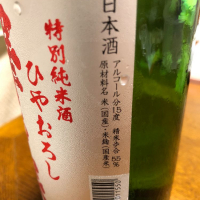 日本酒
アルコール分15度
原材料名 米(国産)・米麹(国産米)
精米歩合 55%
特別純米酒
ひやおろし